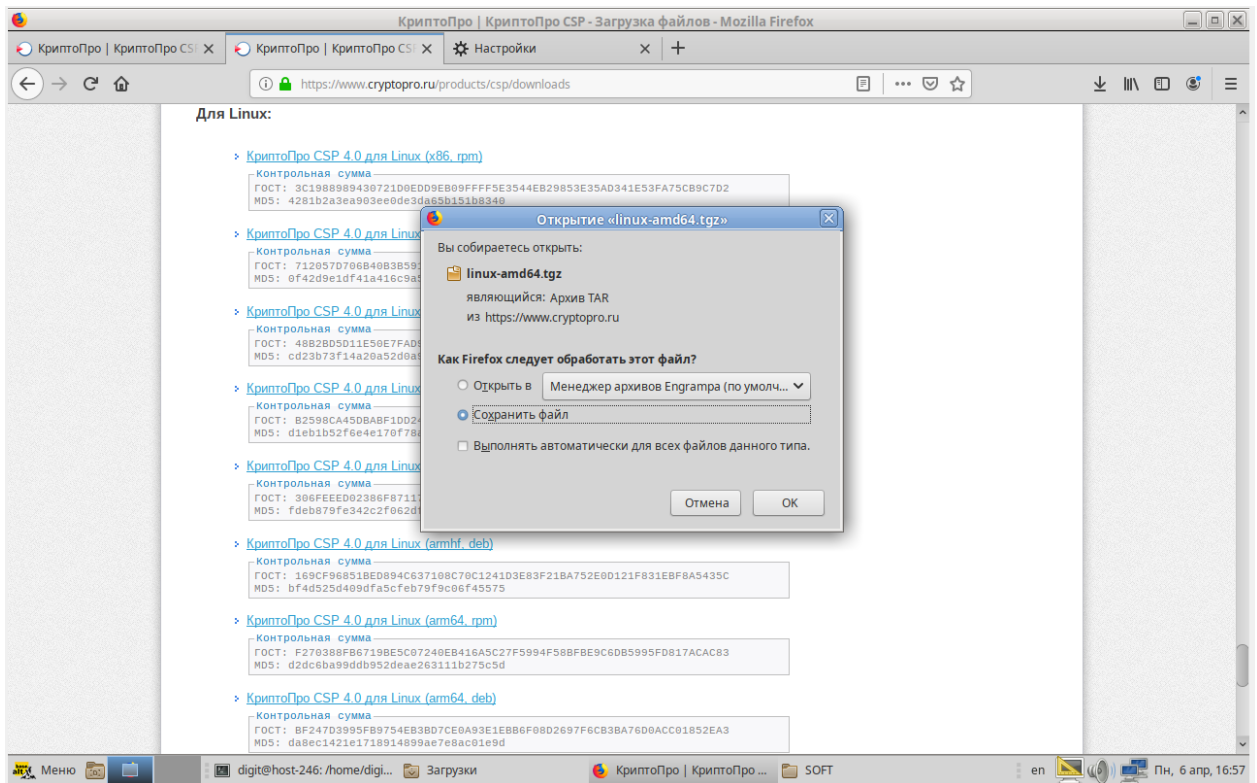 КриптоПро | КриптоПро CSP - Загрузка файлов - Mozilla Firefox
КриптоПро | КриптоПро CSP
КриптоПро | КриптоПро CSP
Настройки
https://www.cryptopro.ru/products/csp/downloads
Для Linux:
КриптоПро CSP 4.0 для Linux (x86, rpm)
Контрольная сумма
ГОСТ: 3C1988989430721D0EDD9EB09FFFF5E3544EB29853E35AD341E53FA75CB9C7D2
MD5: 4281b2a3ea903ee0de3da65b151b8340
КриптоПро CSP 4.0 для Linux
Контрольная сумма
ГОСТ: 712057D706B40B3B59
MD5: 0f42d9e1df41a416c9a
КриптоПро CSP 4.0 для Linux
Контрольная сумма
ГОСТ: 48B2BD5D11E50E7FAD
MD5: cd23b73f14a20a52d0a
КриптоПро CSP 4.0 для Linux
Контрольная сумма
ГОСТ: B2598CA45DBABF1DD2
MD5: d1eb1b52f6e4e170f78
КриптоПро CSP 4.0 для Linux
Контрольная сумма
ГОСТ: 306FEEED02386F8711
MD5: fdeb879fe342c2f062d
КриптоПро CSP 4.0 для Linux (armhf, deb)
Контрольная сумма
ГОСТ: 169CF96851BED894C637108C70C1241D3E83F21BA752E0D121F831EBF8A5435C
MD5: bf4d525d409dfa5cfeb79f9c06f45575
КриптоПро CSP 4.0 для Linux (arm64, rpm)
Контрольная сумма
ГОСТ: F270388FB6719BE5C07240EB416A5C27F5994F58BFBE9C6DB5995FD817ACAC83
MD5: d2dc6ba99ddb952deae263111b275c5d
КриптоПро CSP 4.0 для Linux (arm64, deb)
Контрольная сумма
ГОСТ: BF247D3995FB9754EB3BD7CE0A93E1EBB6F08D2697F6CB3BA76D0ACC01852EA3
MD5: da8ec1421e1718914899ae7e8ac01e9d
Открытие «linux-amd64.tgz»
Вы собираетесь открыть:
linux-amd64.tgz
являющийся: Архив TAR
из https://www.cryptopro.ru
Как Firefox следует обработать этот файл?
Открыть в Менеджер архивов Engrampa (по умолч...
Сохранить файл
Выполнять автоматически для всех файлов данного типа.
Отмена
OK
Меню
digit@host-246: /home/digi...
Загрузки
КриптоПро | КриптоПро ...
SOFT
en
Пн, 6 апр, 16:57